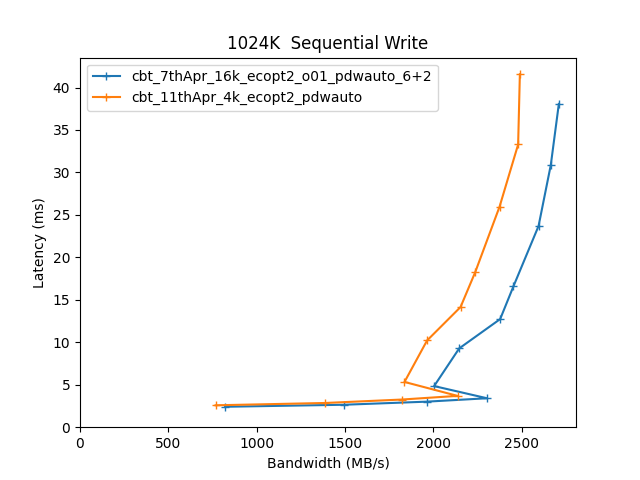 1024K  Sequential Write
cbt_7thApr_16k_ecopt2_o01_pdwauto_6+2
cbt_11thApr_4k_ecopt2_pdwauto
Latency (ms)
40
35
30
25
20
15
10
5
0
0 500 1000 1500 2000 2500
Bandwidth (MB/s)